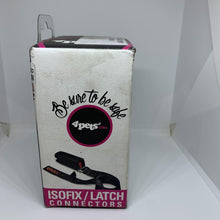 Be sure to be safe
4pets
ISOFIX/LATCH
CONNECTORS